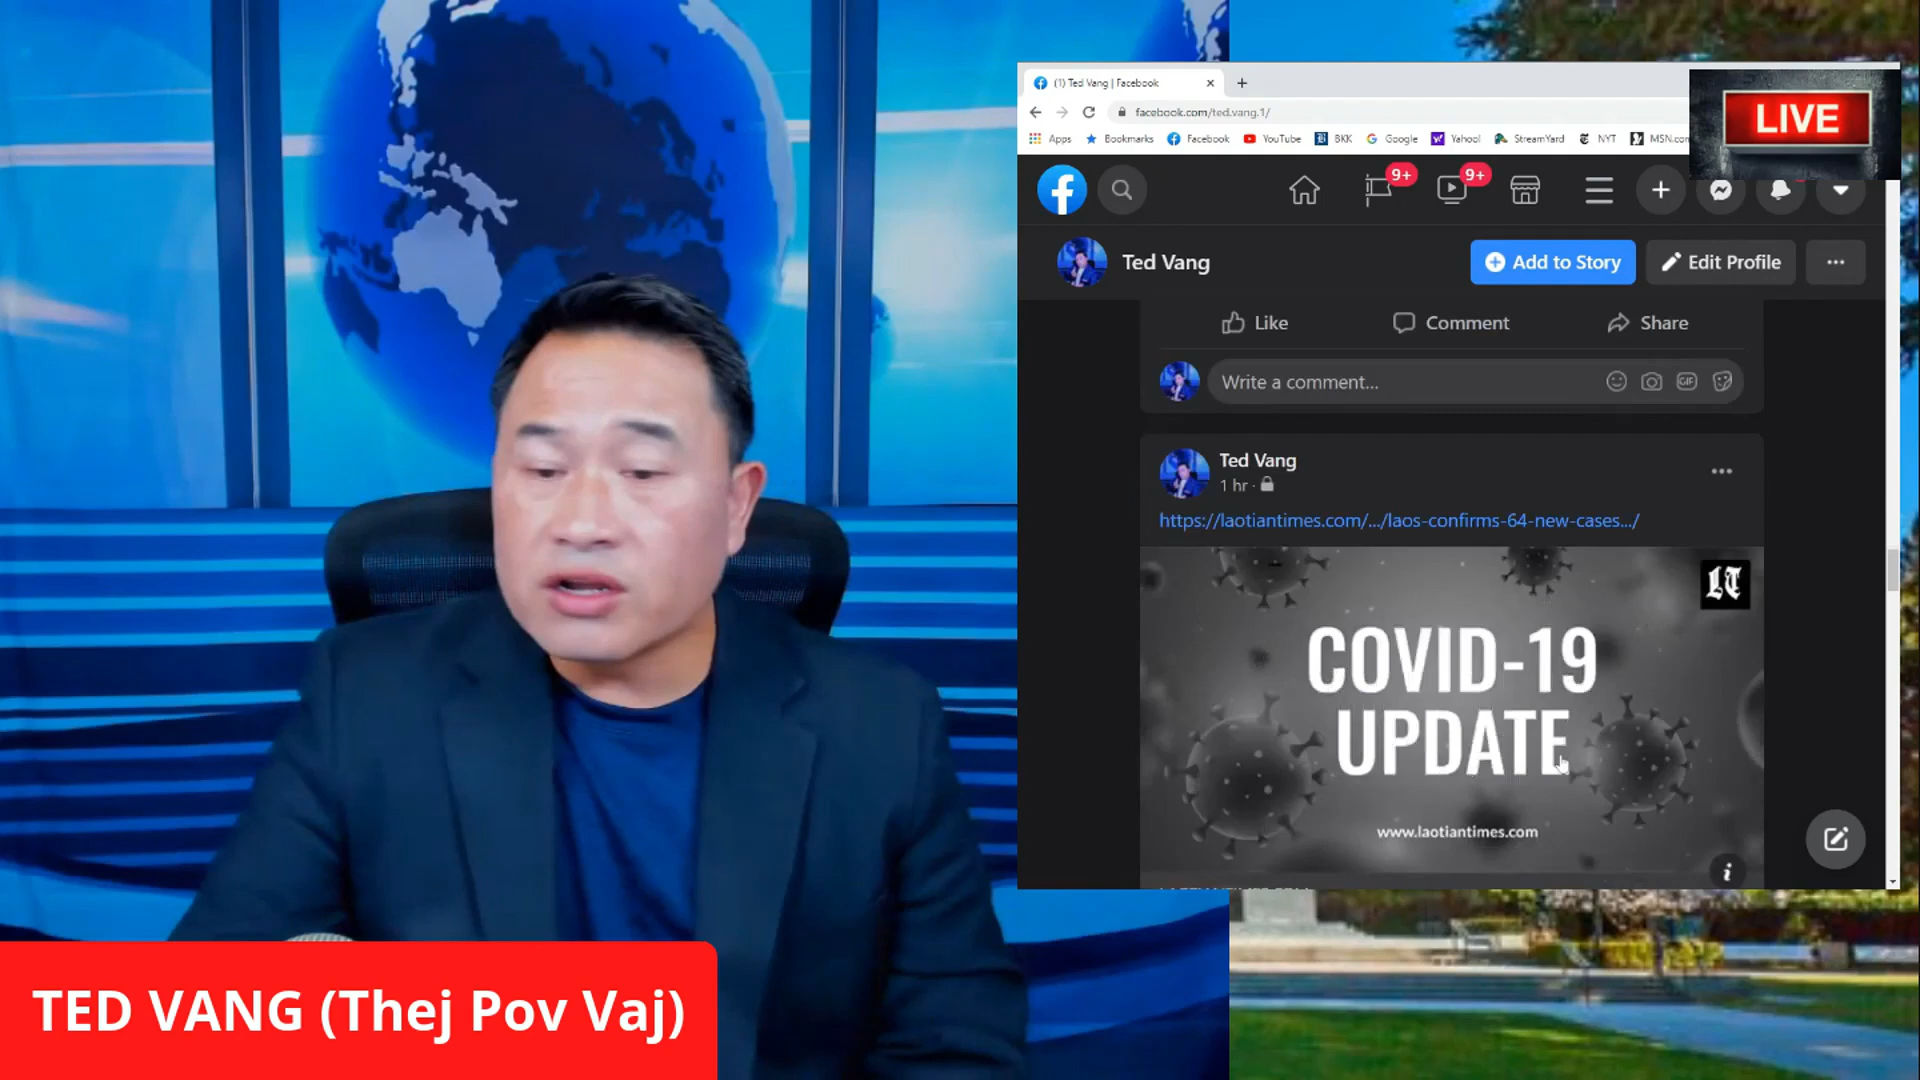 (1) Ted Vang | Facebook
facebook.com/ted.vang.1/
Apps Bookmarks Facebook YouTube BKK Google Yahoo! StreamYard NYT MSN.com
LIVE
9+ 9+
Ted Vang
Add to Story
Edit Profile
Like Comment Share
Write a comment...
GIF
Ted Vang
1 hr ·
https://laotiantimes.com/.../laos-confirms-64-new-cases.../
LT
COVID-19
UPDATE
www.laotiantimes.com
TED VANG (Thej Pov Vaj)